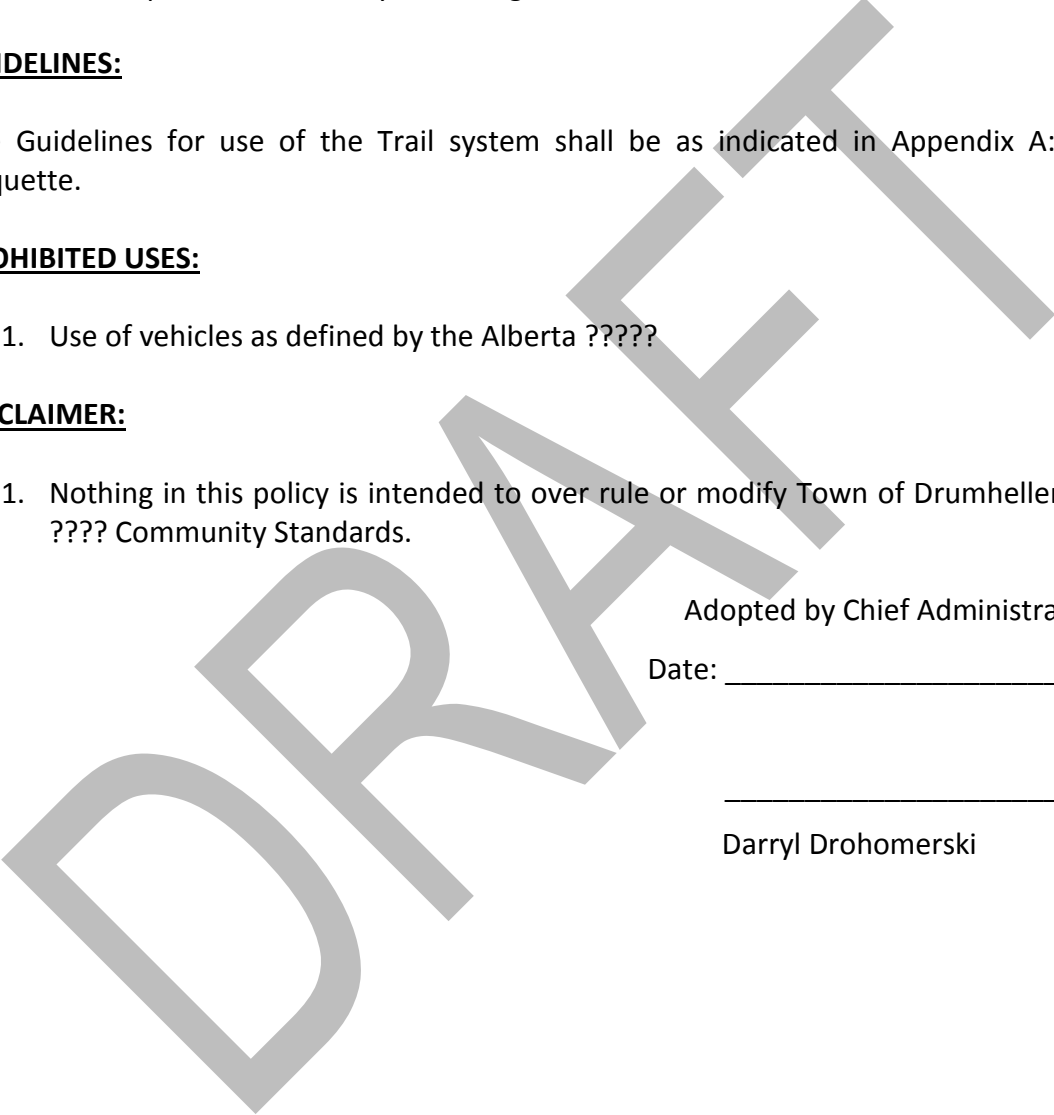 IDELINES:
Guidelines for use of the Trail system shall be as indicated in Appendix A:
quette.
OHIBITED USES:
1. Use of vehicles as defined by the Alberta ?????
CLAIMER:
1. Nothing in this policy is intended to over rule or modify Town of Drumheller
???? Community Standards.
Adopted by Chief Administra
Date: ______________________
______________________
Darryl Drohomerski
DRAFT